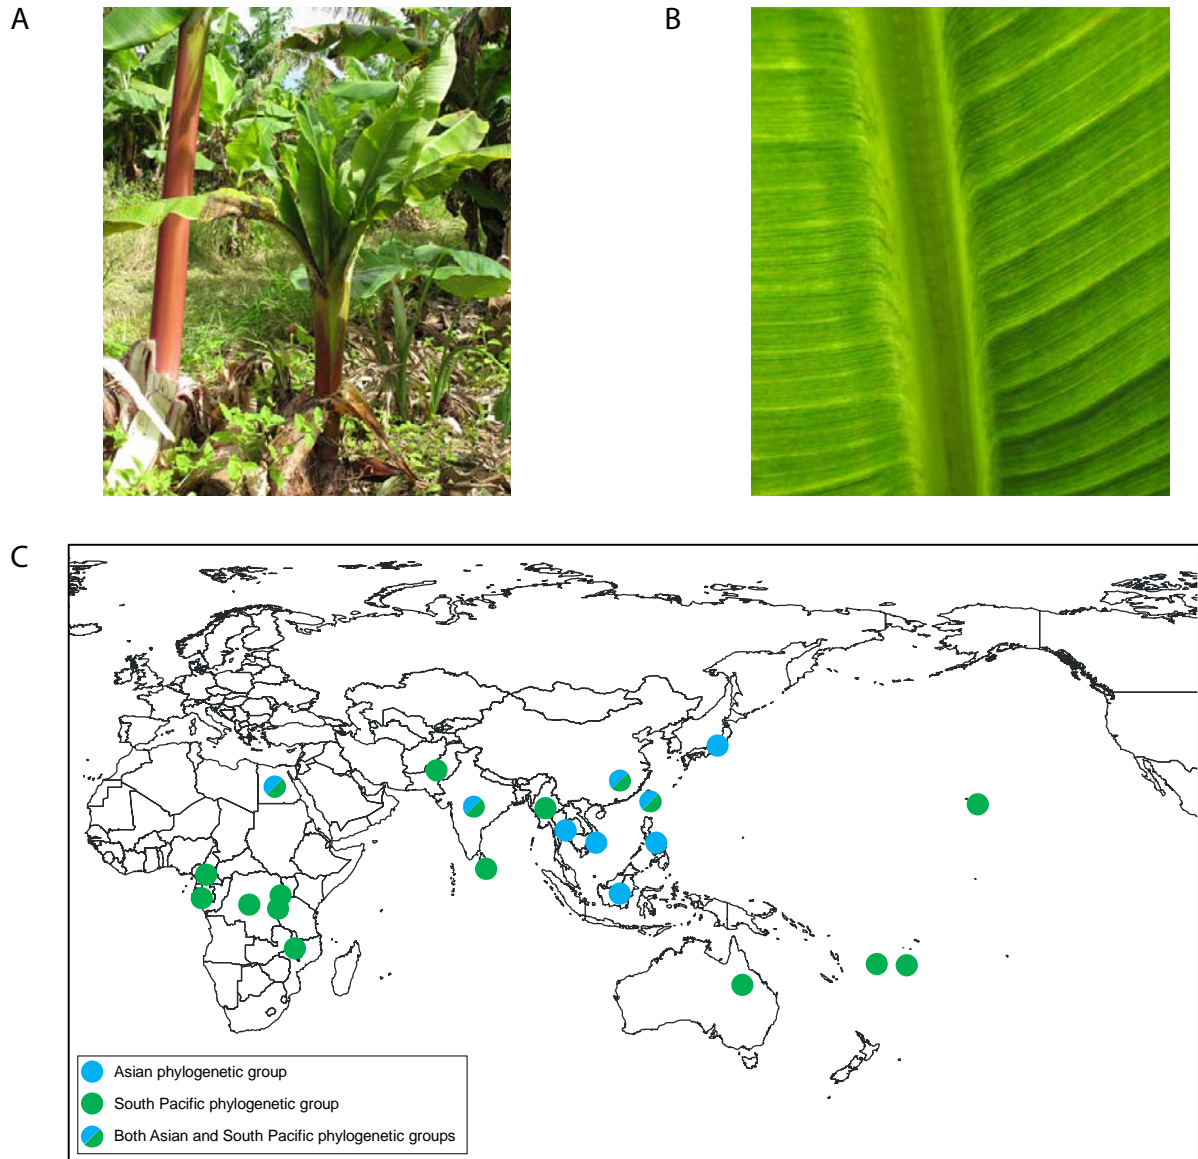 A
B
C
Asian phylogenetic group
South Pacific phylogenetic group
Both Asian and South Pacific phylogenetic groups